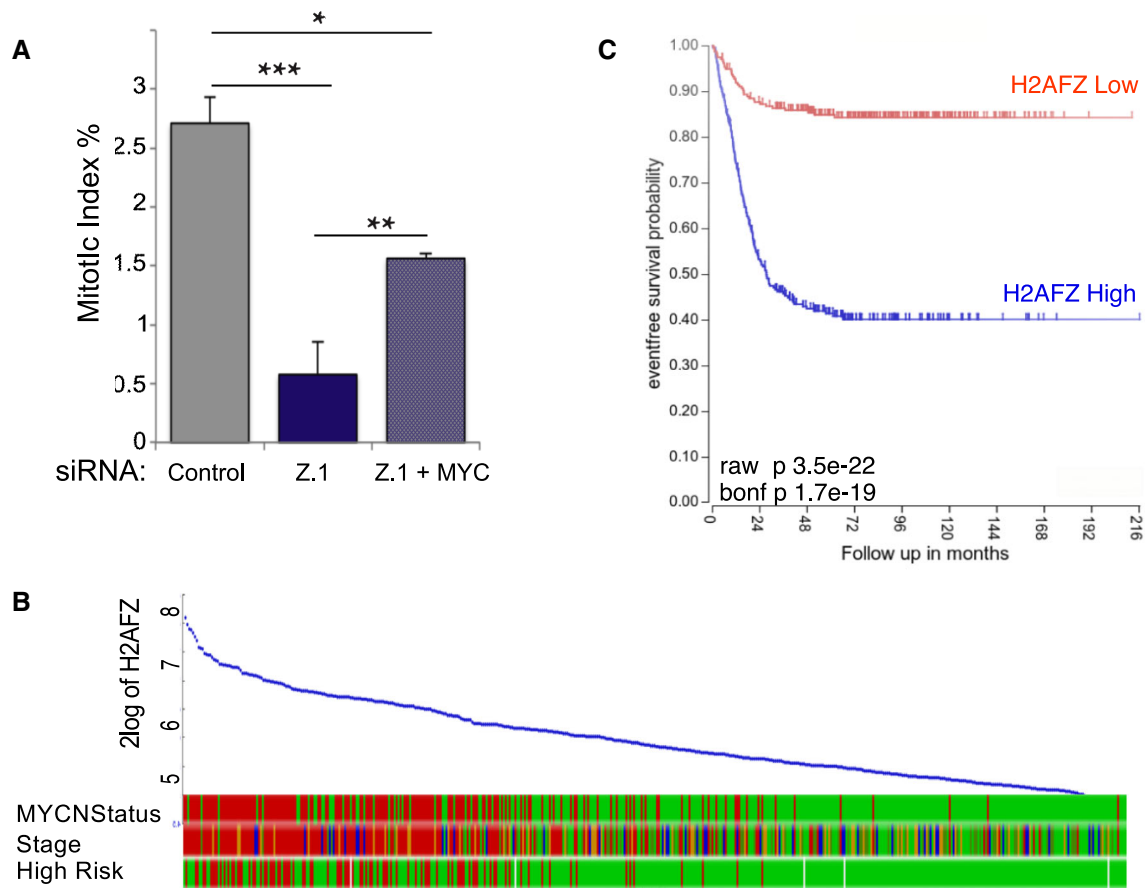 A
*
***
**
3
2.5
2
1.5
1
0.5
0
MitotIc Index %
siRNA: Control Z.1 Z.1 + MYC
C
1.00
0.90
0.80
0.70
0.60
0.50
0.40
0.30
0.20
0.10
0.00
eventfree survival probability
H2AFZ Low
H2AFZ High
raw p 3.5e-22
bonf p 1.7e-19
0 24 48 72 96 120 144 168 192 216
Follow up in months
B
2log of H2AFZ
8
7
6
5
MYCNStatus
Stage
High Risk